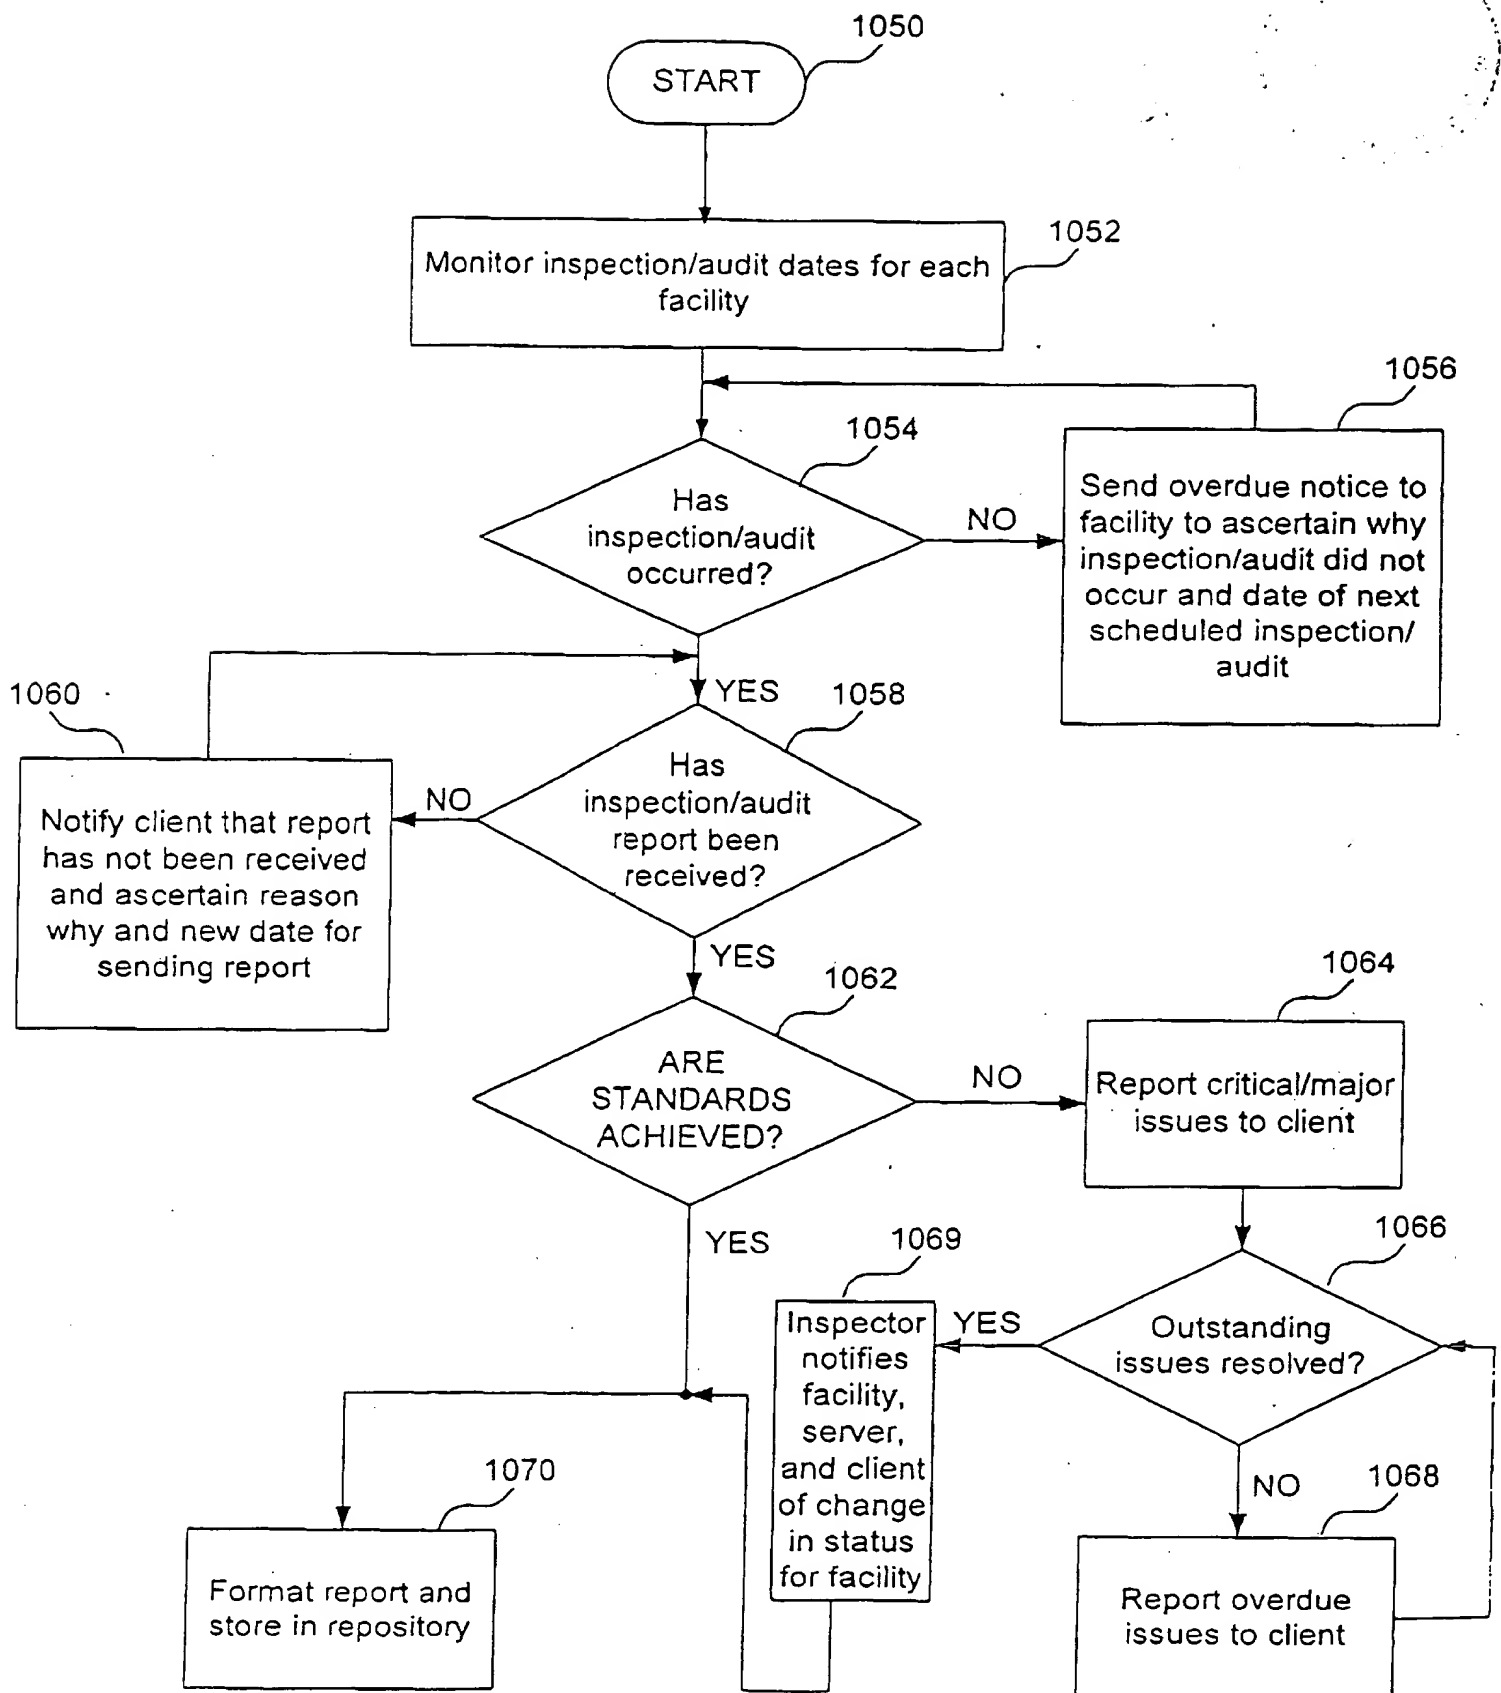 1050
START
1052
Monitor inspection/audit dates for each
facility
1056
1054
Has
inspection/audit
occurred?
NO
Send overdue notice to
facility to ascertain why
inspection/audit did not
occur and date of next
scheduled inspection/
audit
YES
1060
1058
Has
inspection/audit
report been
received?
NO
Notify client that report
has not been received
and ascertain reason
why and new date for
sending report
YES
1062
1064
ARE
STANDARDS
ACHIEVED?
NO
Report critical/major
issues to client
YES
1069
1066
Inspector
notifies
facility,
server,
and client
of change
in status
for facility
YES
Outstanding
issues resolved?
NO
1068
1070
Format report and
store in repository
Report overdue
issues to client